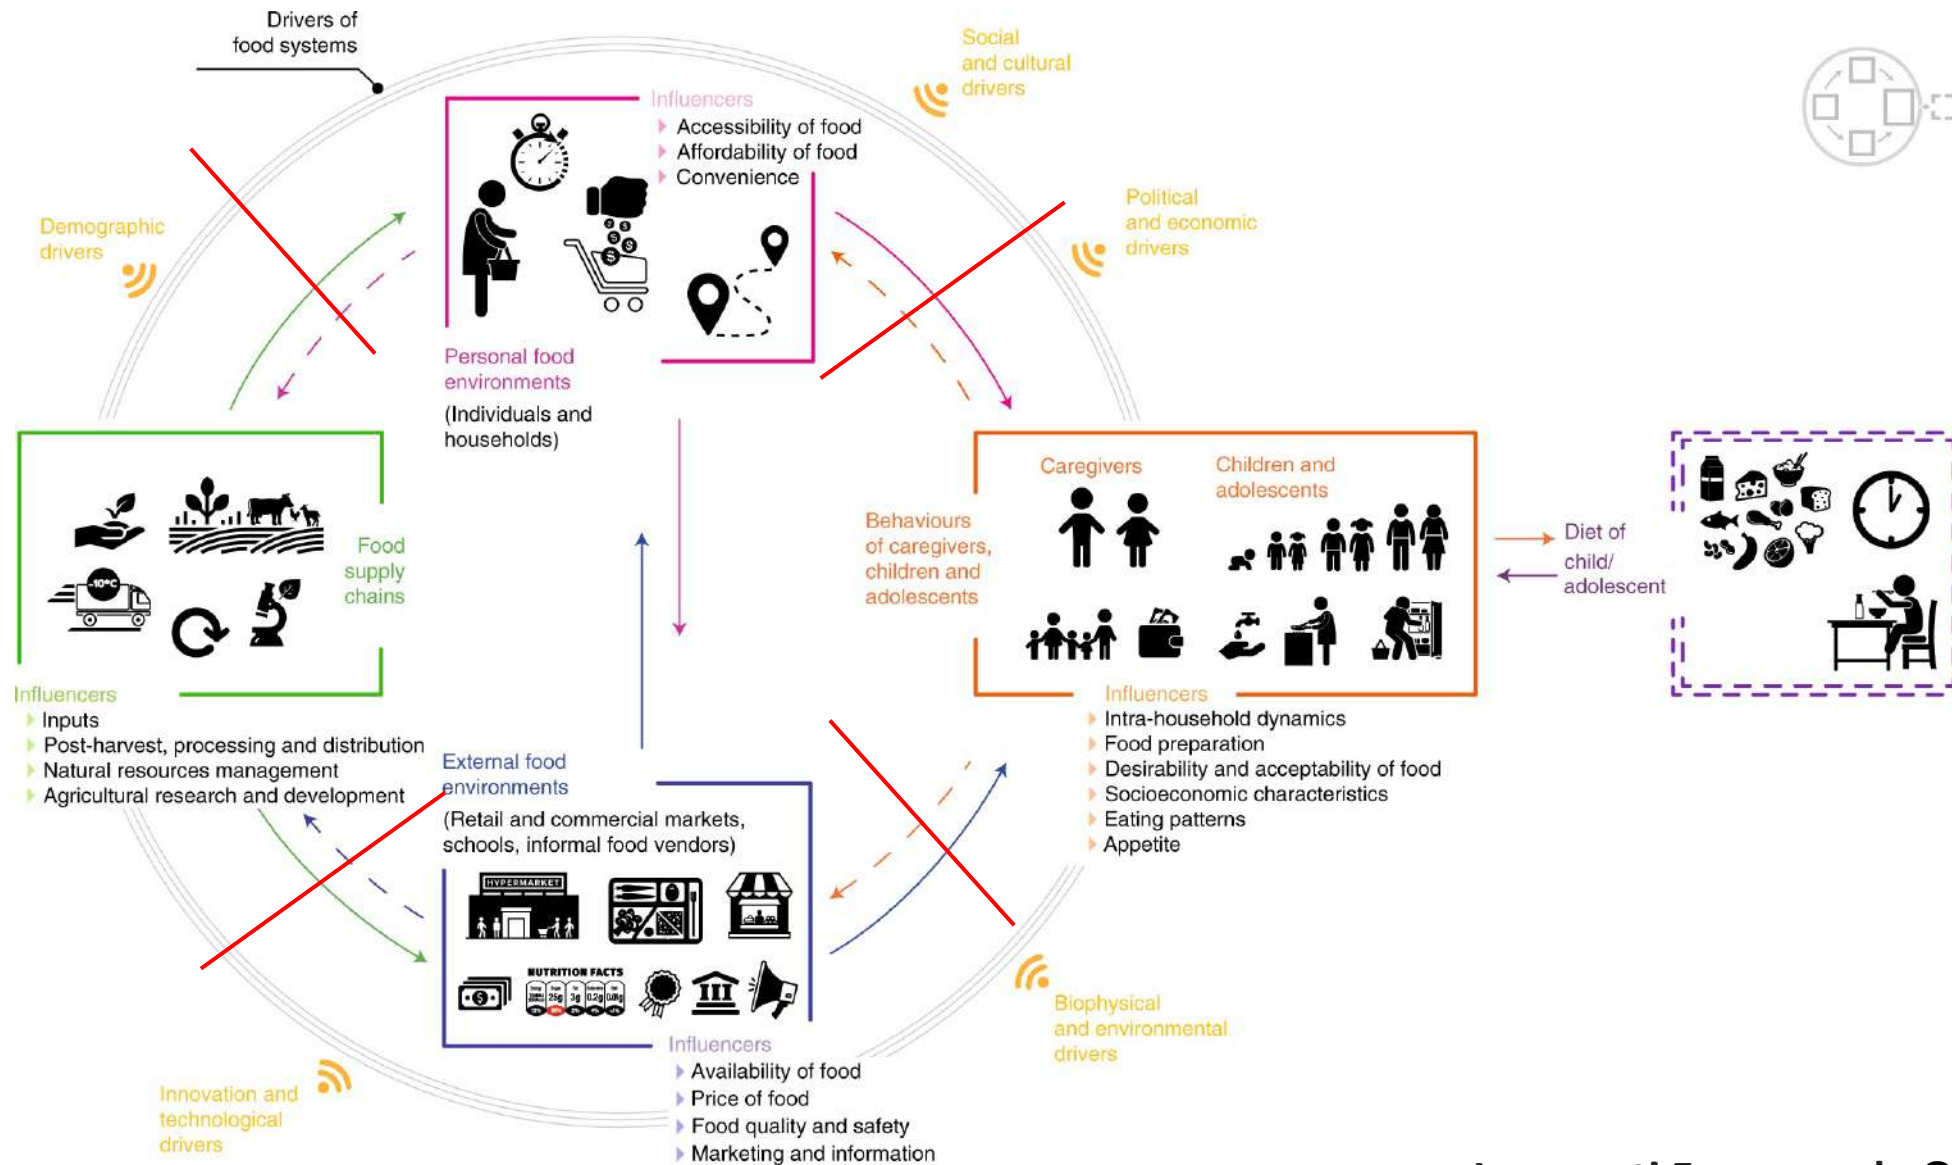 Drivers of
food systems
Social
and cultural
drivers
Influencers
Accessibility of food
Affordability of food
Convenience
Political
and economic
drivers
Demographic
drivers
Personal food
environments
(Individuals and
households)
Caregivers
Children and
adolescents
Behaviours
of caregivers,
children and
adolescents
Diet of
child/
adolescent
Food
supply
chains
-10°C
Influencers
Inputs
Post-harvest, processing and distribution
Natural resources management
Agricultural research and development
Influencers
Intra-household dynamics
Food preparation
Desirability and acceptability of food
Socioeconomic characteristics
Eating patterns
Appetite
External food
environments
(Retail and commercial markets,
schools, informal food vendors)
HYPERMARKET
NUTRITION FACTS
25g 3g 0.2g
Influencers
Availability of food
Price of food
Food quality and safety
Marketing and information
Biophysical
and environmental
drivers
Innovation and
technological
drivers